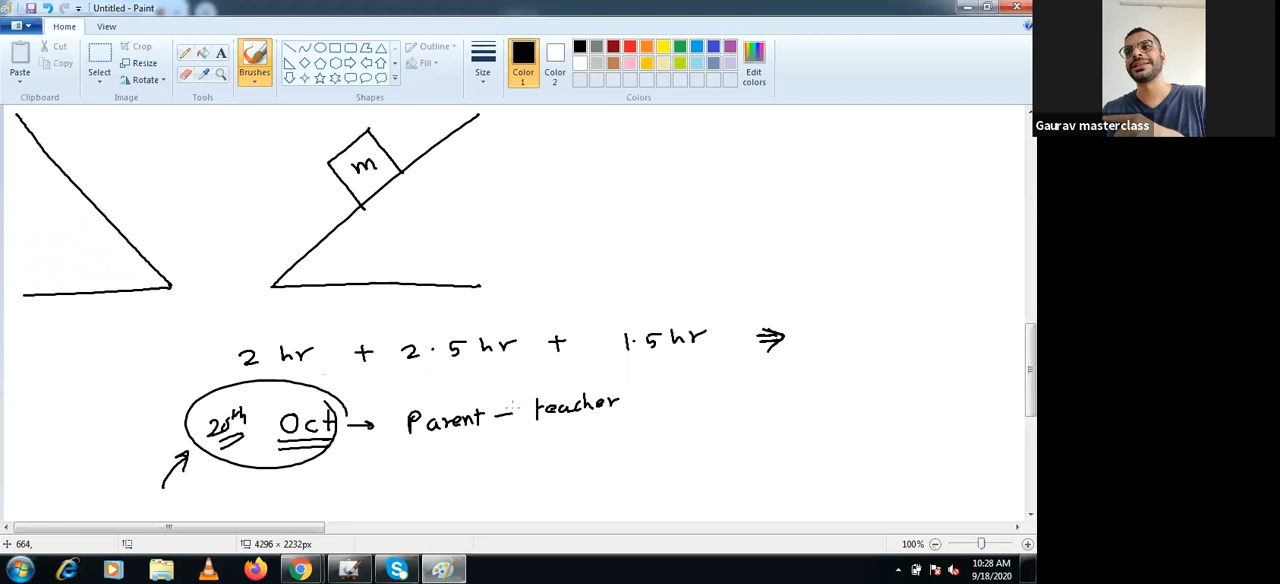 Untitled - Paint
Home View
Paste
Cut
Copy
Clipboard
Select
Crop
Resize
Rotate
Image
A
Tools
Brushes
Outline
Fill
Shapes
Size
Color 1
Color 2
Edit colors
Colors
Gaurav masterclass
m
2 hr + 2.5 hr + 1.5 hr ⇒
20th Oct → Parent - teacher
664,
4296 × 2232px
100%
10:28 AM
9/18/2020